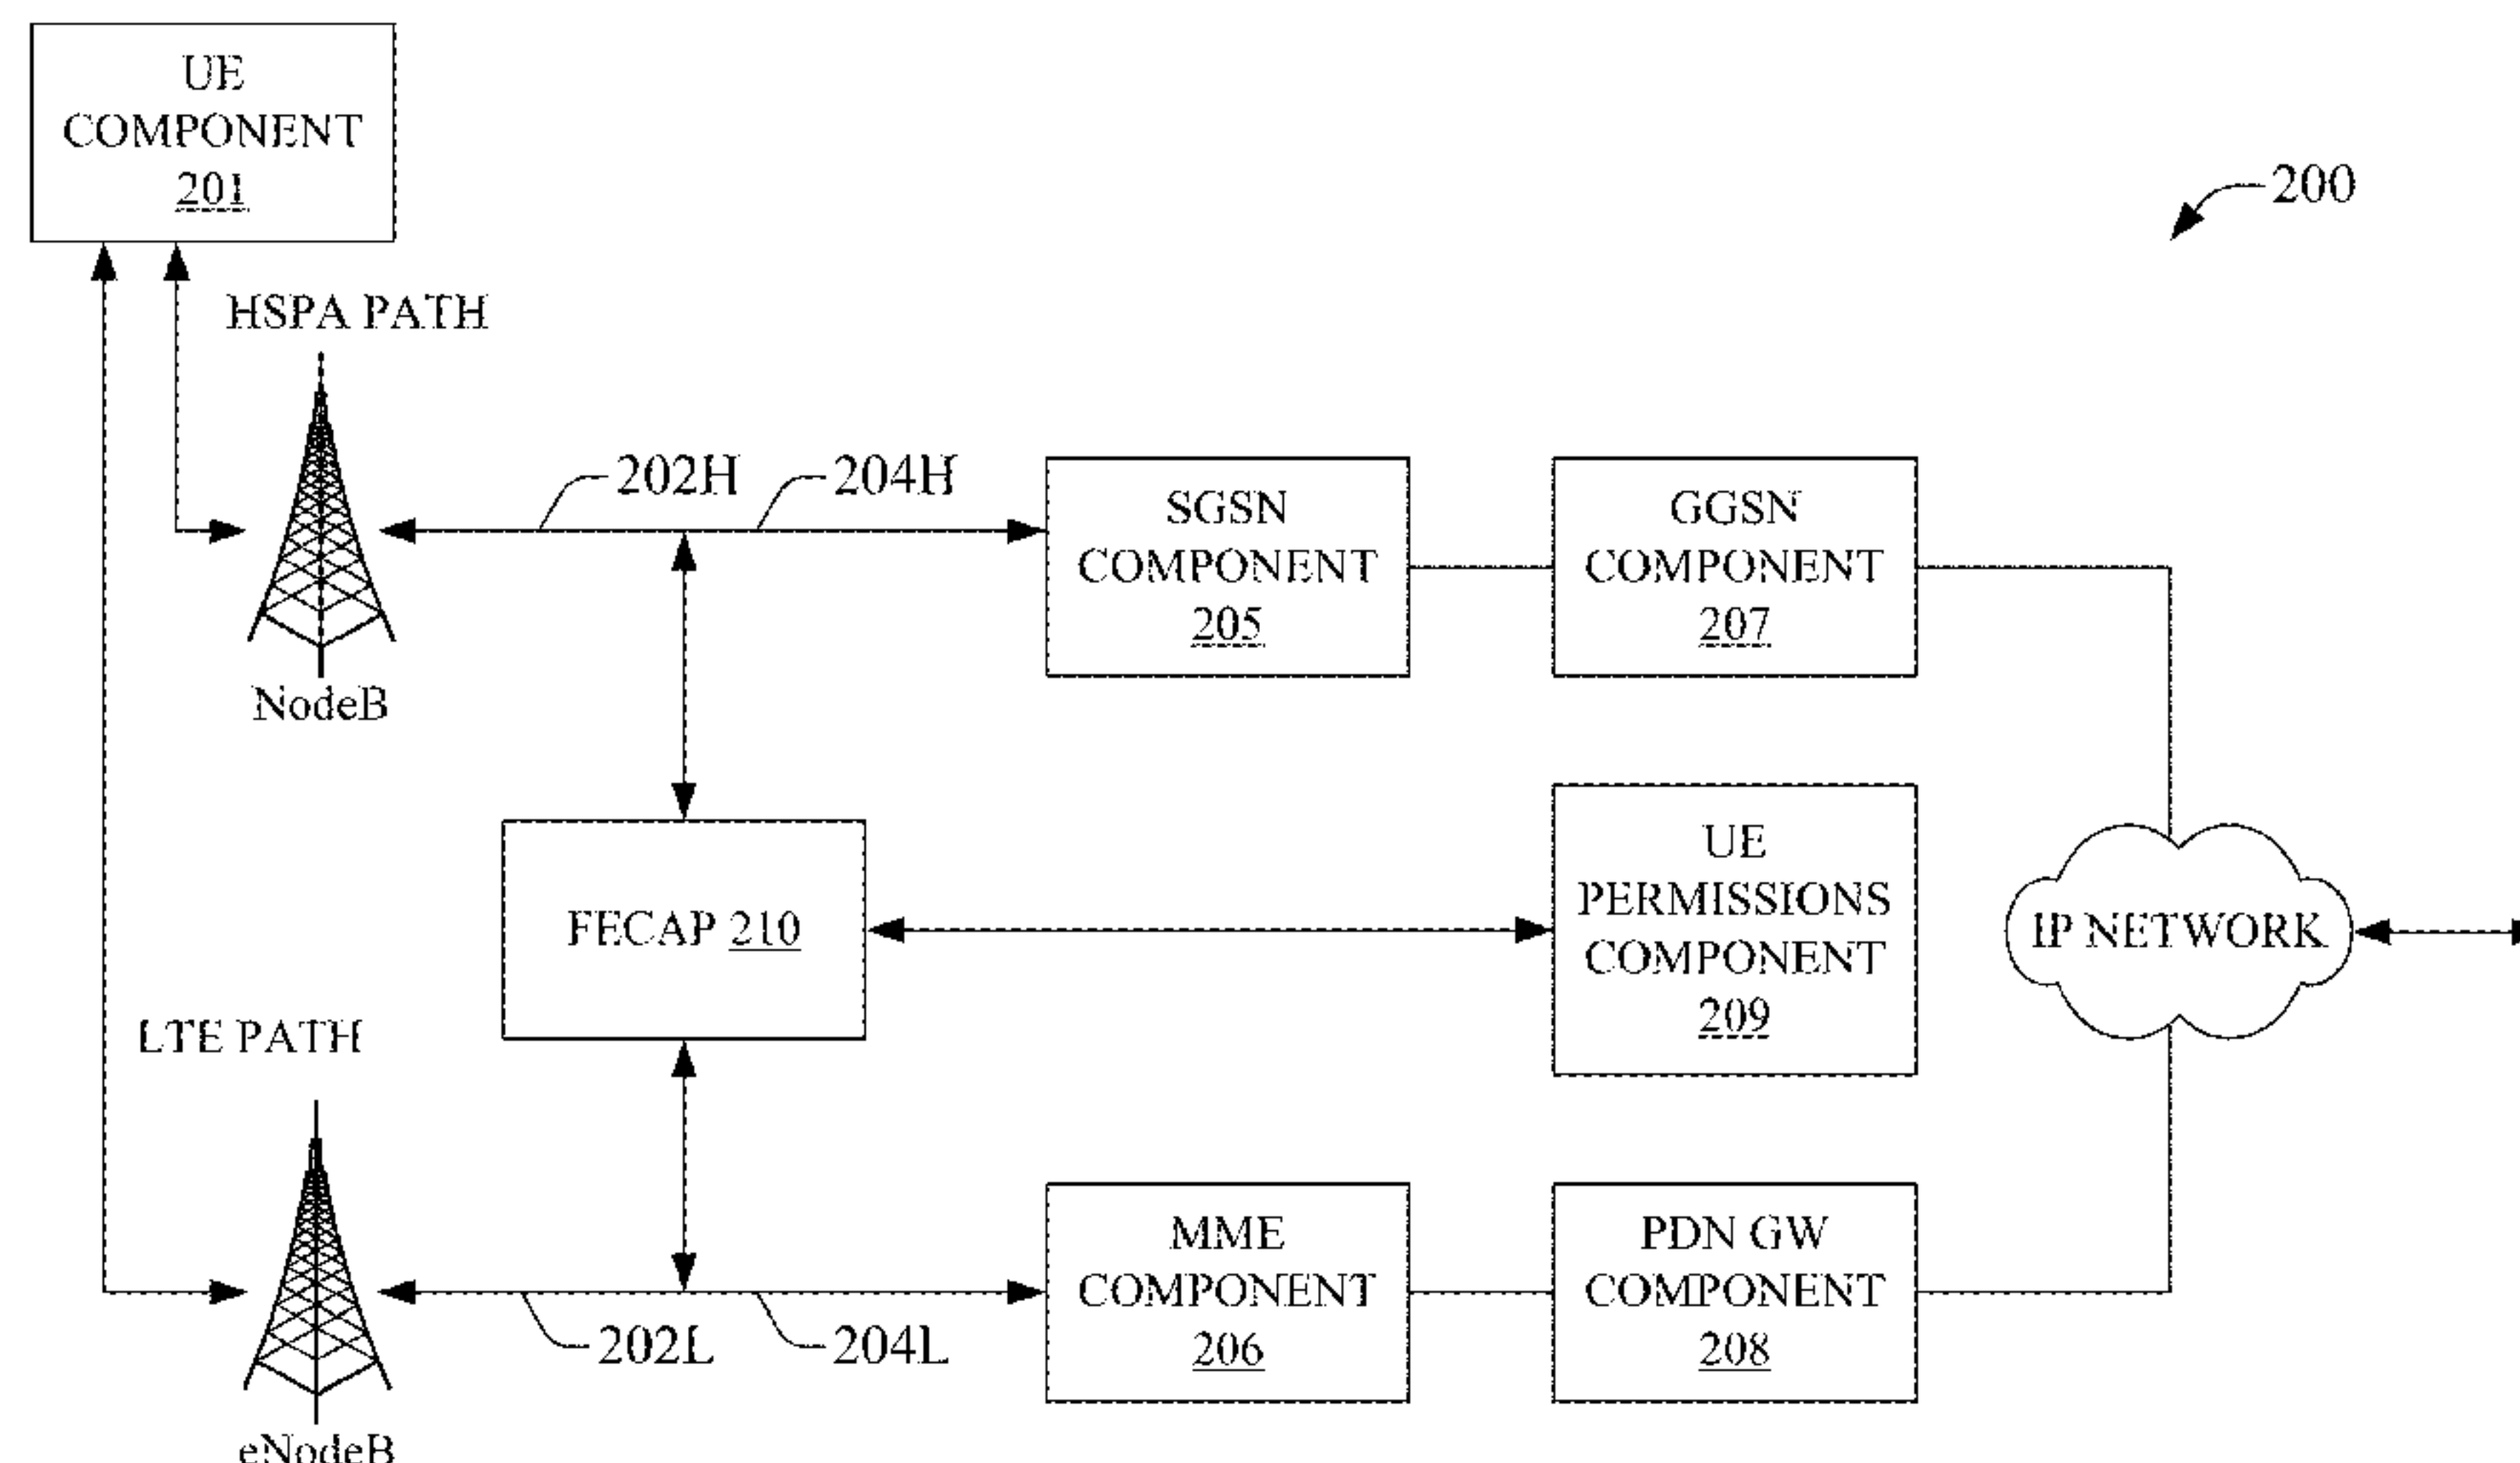 UE
COMPONENT
201
200
HSPA PATH
202H
204H
SGSN
COMPONENT
205
GGSN
COMPONENT
207
NodeB
FECAP 210
UE
PERMISSIONS
COMPONENT
209
IP NETWORK
LTE PATH
MME
COMPONENT
206
PDN GW
COMPONENT
208
202L
204L
eNodeB